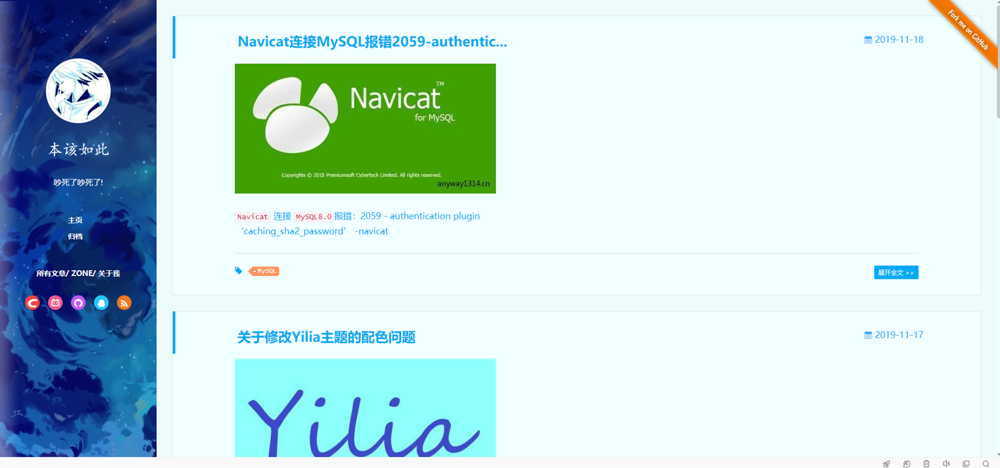 本该如此
吵死了吵死了!
主页
归档
所有文章/ ZONE/ 关于我
Fork me on GitHub
Navicat连接MySQL报错2059-authentic...
2019-11-18
Navicat™
for MySQL
Copyrights © 2018 Premiumsoft Cybertech Limited. All rights reserved.
anyway1314.cn
Navicat 连接 MySQL8.0 报错：2059 - authentication plugin
‘caching_sha2_password’ -navicat
MySQL
展开全文 >>
关于修改Yilia主题的配色问题
2019-11-17
Yilia